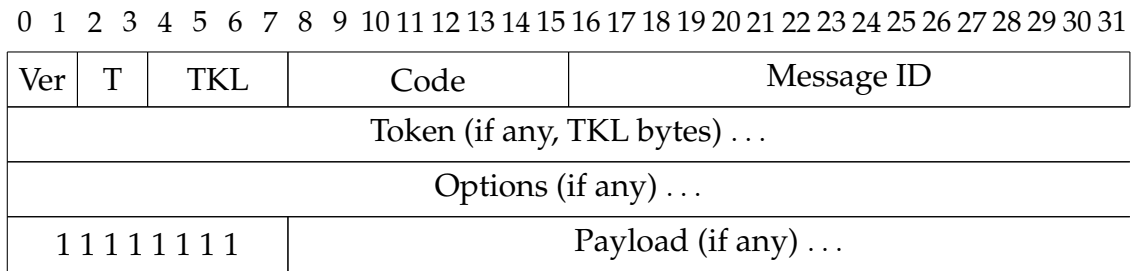 0 1 2 3 4 5 6 7 8 9 10 11 12 13 14 15 16 17 18 19 20 21 22 23 24 25 26 27 28 29 30 31
Ver T TKL Code Message ID
Token (if any, TKL bytes) . . .
Options (if any) . . .
1 1 1 1 1 1 1 1 Payload (if any) . . .